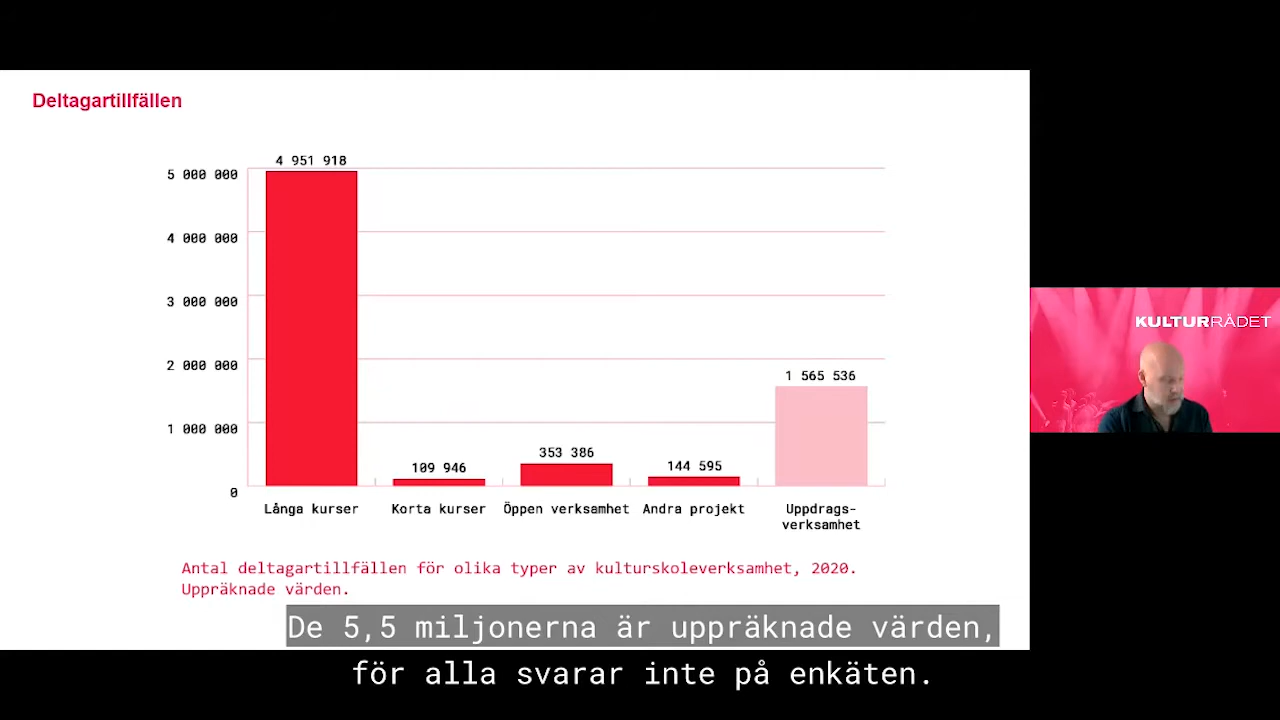 Deltagartillfällen
4 951 918
5 000 000
4 000 000
3 000 000
2 000 000
1 565 536
1 000 000
353 386
109 946
144 595
0
Långa kurser
Korta kurser
Öppen verksamhet
Andra projekt
Uppdrags-
verksamhet
Antal deltagartillfällen för olika typer av kulturskoleverksamhet, 2020.
Uppräknade värden.
KULTURRÅDET
De 5,5 miljonerna är uppräknade värden,
för alla svarar inte på enkäten.